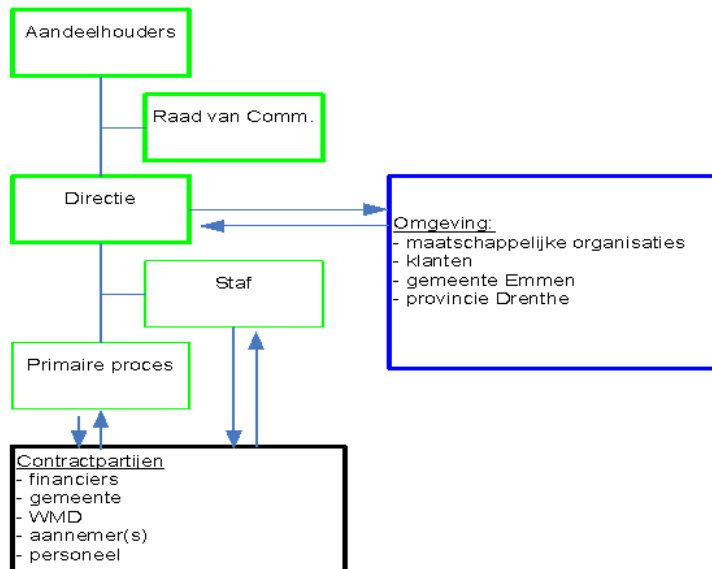 Aandeelhouders
Raad van Comm.
Directie
Omgeving:
- maatschappelijke organisaties
- klanten
- gemeente Emmen
- provincie Drenthe
Staf
Primaire proces
Contractpartijen
- financiers
- gemeente
- WMD
- aannemer(s)
- personeel